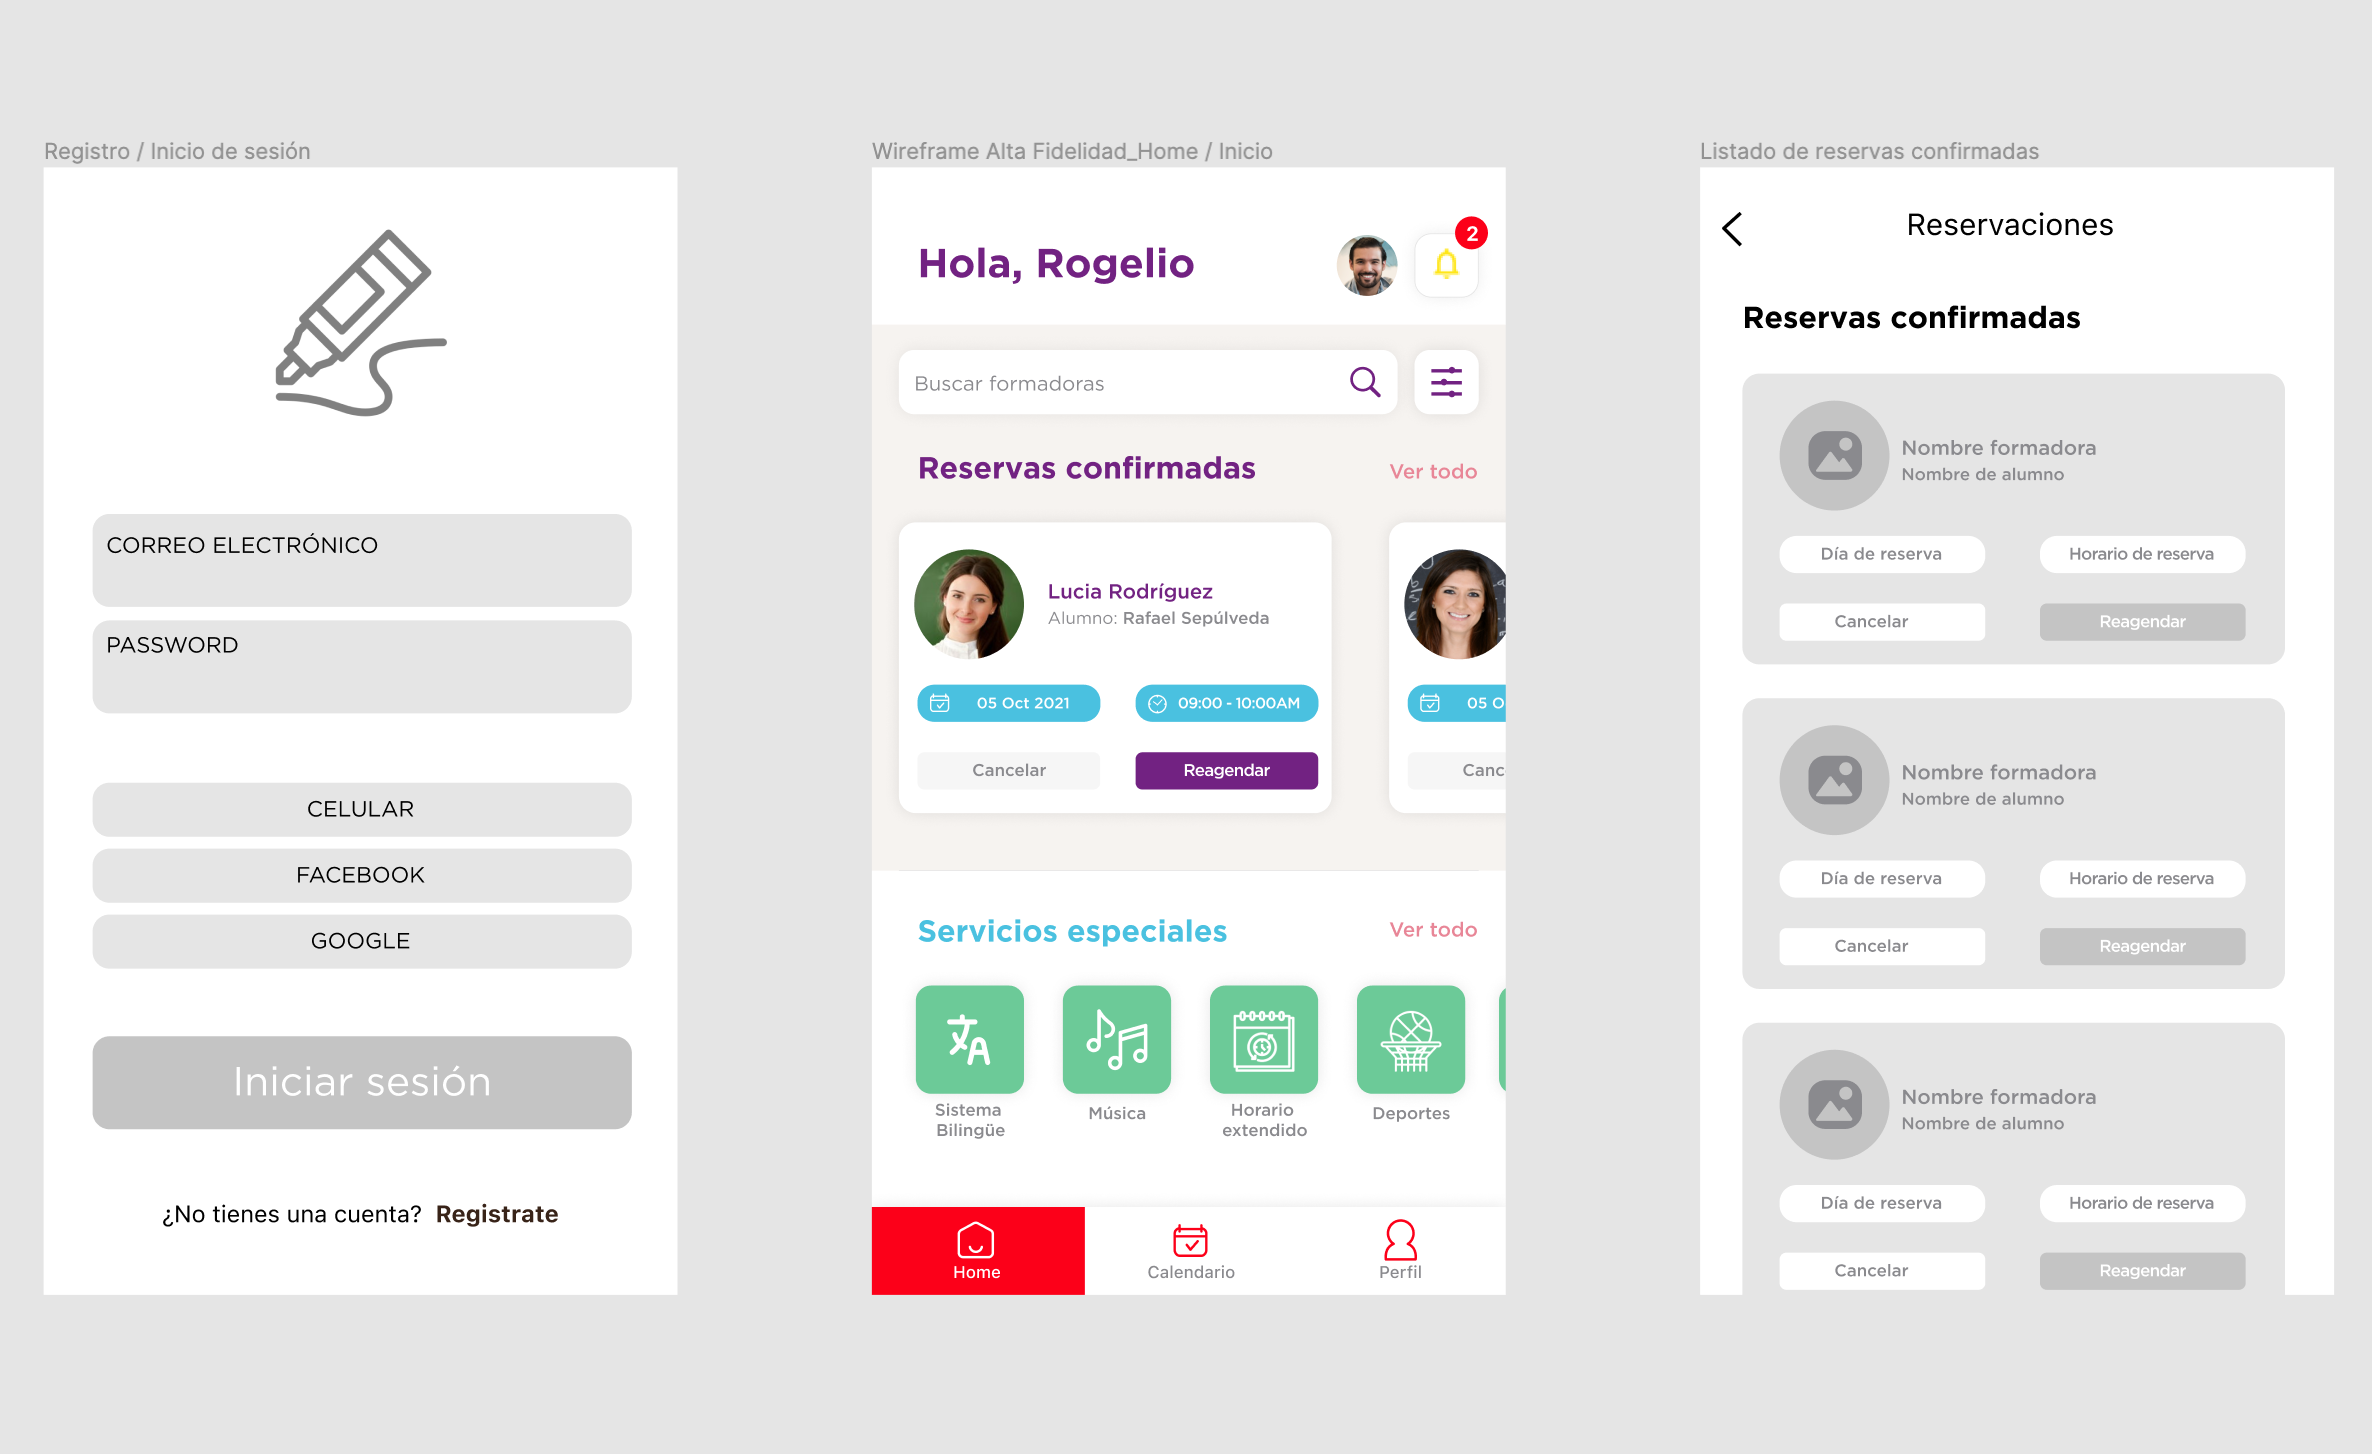 Registro / Inicio de sesión
CORREO ELECTRÓNICO
PASSWORD
CELULAR
FACEBOOK
GOOGLE
Iniciar sesión
¿No tienes una cuenta? Registrate
Wireframe Alta Fidelidad_Home / Inicio
Hola, Rogelio
2
Buscar formadoras
Reservas confirmadas Ver todo
Lucia Rodríguez
Alumno: Rafael Sepúlveda
05 Oct 2021 09:00 - 10:00AM 05 O
Cancelar Reagendar Canc
Servicios especiales Ver todo
Sistema
Bilingüe
Música
Horario
extendido
Deportes
Home Calendario Perfil
Listado de reservas confirmadas
Reservaciones
Reservas confirmadas
Nombre formadora
Nombre de alumno
Día de reserva Horario de reserva
Cancelar Reagendar
Nombre formadora
Nombre de alumno
Día de reserva Horario de reserva
Cancelar Reagendar
Nombre formadora
Nombre de alumno
Día de reserva Horario de reserva
Cancelar Reagendar